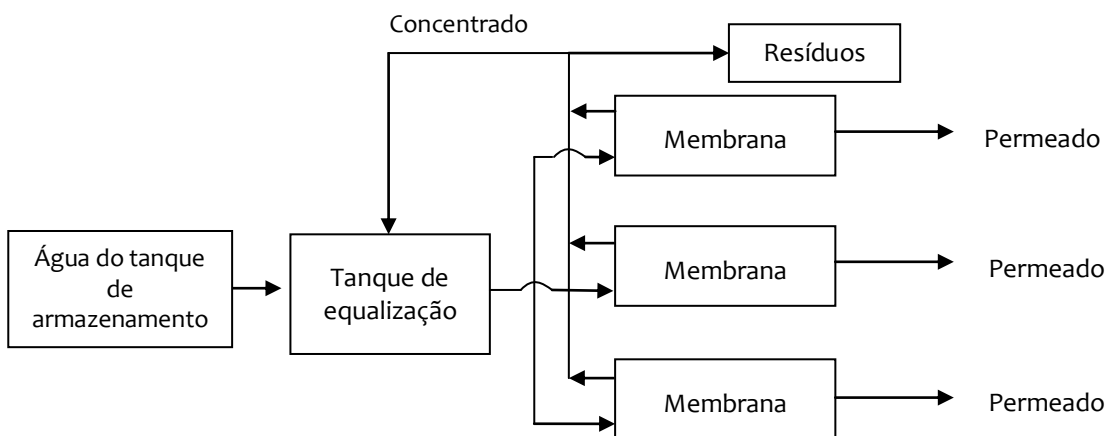 Concentrado
Resíduos
Membrana
Permeado
Água do tanque
de
armazenamento
Tanque de
equalização
Membrana
Permeado
Membrana
Permeado